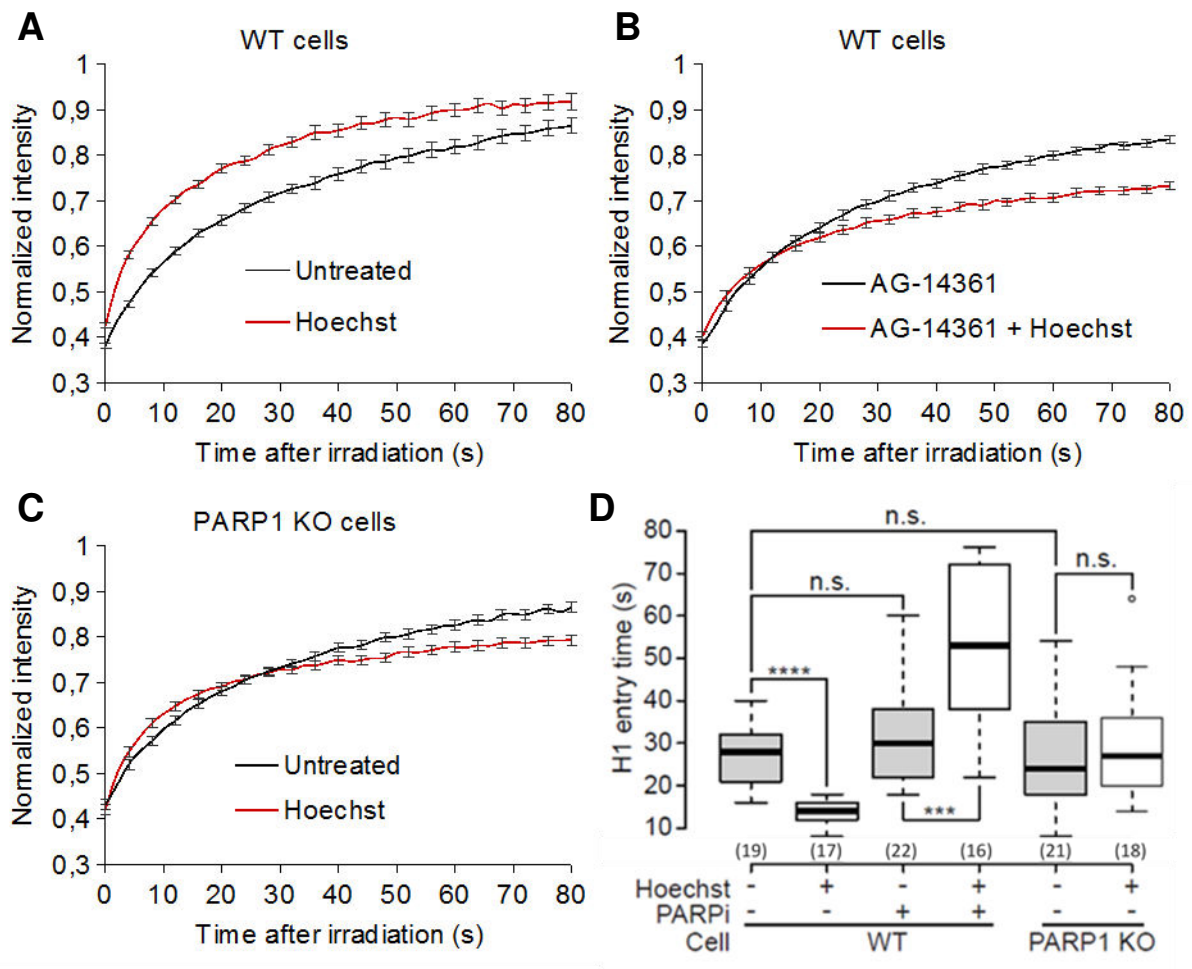 A
WT cells
Normalized intensity
1
0,9
0,8
0,7
0,6
0,5
0,4
0,3
Untreated
Hoechst
0 10 20 30 40 50 60 70 80
Time after irradiation (s)
B
WT cells
Normalized intensity
1
0,9
0,8
0,7
0,6
0,5
0,4
0,3
AG-14361
AG-14361 + Hoechst
0 10 20 30 40 50 60 70 80
Time after irradiation (s)
C
PARP1 KO cells
Normalized intensity
1
0,9
0,8
0,7
0,6
0,5
0,4
0,3
Untreated
Hoechst
0 10 20 30 40 50 60 70 80
Time after irradiation (s)
D
H1 entry time (s)
80
70
60
50
40
30
20
10
n.s.
n.s.
n.s.
****
***
(19) (17) (22) (16) (21) (18)
Hoechst - + - + - +
PARPi - - + + - -
Cell WT PARP1 KO